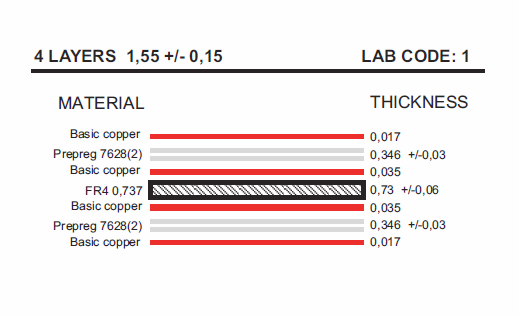 4 LAYERS 1,55 +/- 0,15 LAB CODE: 1
MATERIAL THICKNESS
Basic copper 0,017
Prepreg 7628(2) 0,346 +/-0,03
Basic copper 0,035
FR4 0,737 0,73 +/-0,06
Basic copper 0,035
Prepreg 7628(2) 0,346 +/-0,03
Basic copper 0,017